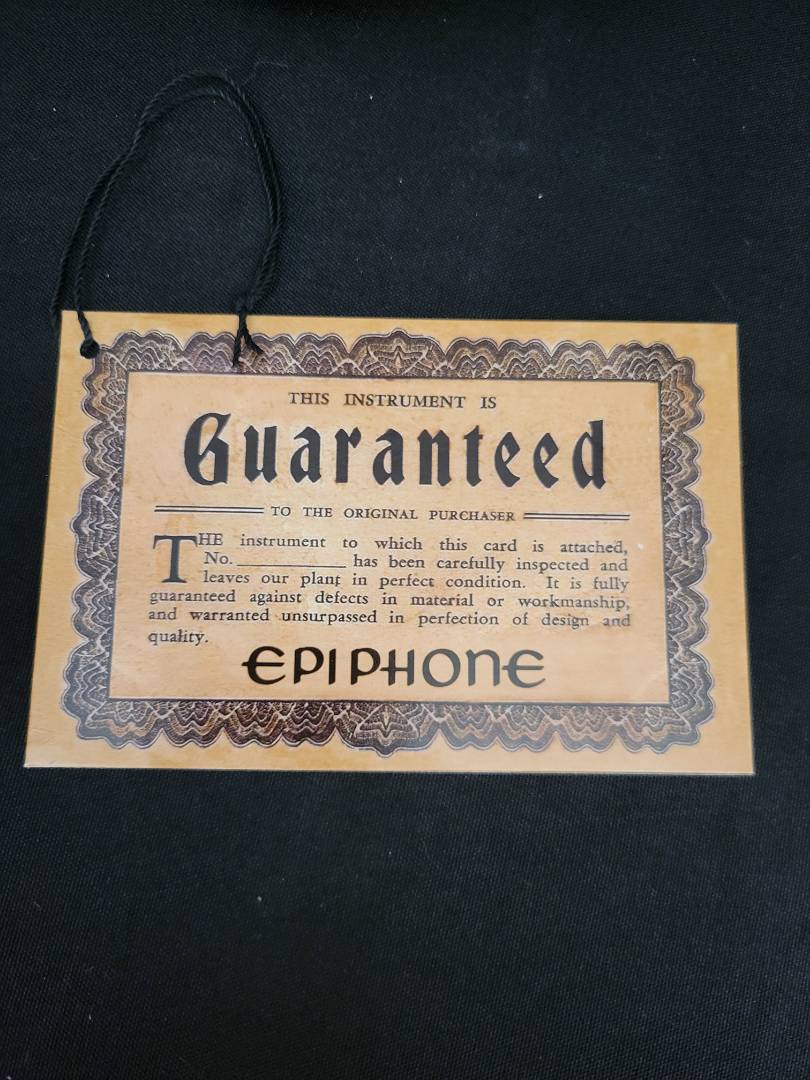 THIS INSTRUMENT IS
Guaranteed
TO THE ORIGINAL PURCHASER
THE instrument to which this card is attached,
No. __________ has been carefully inspected and
leaves our plant in perfect condition. It is fully
guaranteed against defects in material or workmanship,
and warranted unsurpassed in perfection of design and
quality.
EPIPHONE